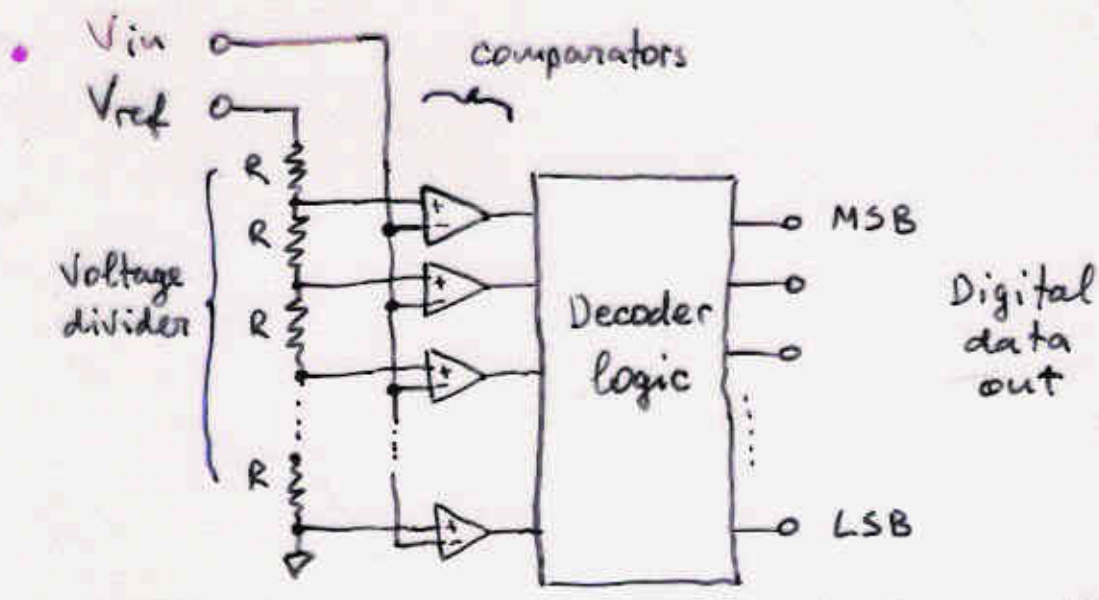 Vin
comparators
Vref
R
+
-
MSB
R
Voltage
divider
+
-
Decoder
logic
Digital
data
out
R
+
-
R
+
-
LSB